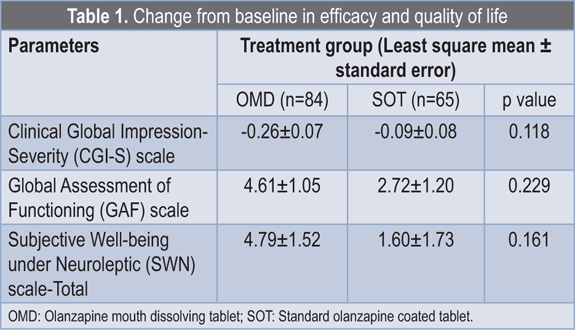 Table 1. Change from baseline in efficacy and quality of life
Parameters
Treatment group (Least square mean ±
standard error)
OMD (n=84) SOT (n=65) p value
Clinical Global Impression-
Severity (CGI-S) scale
-0.26±0.07 -0.09±0.08 0.118
Global Assessment of
Functioning (GAF) scale
4.61±1.05 2.72±1.20 0.229
Subjective Well-being
under Neuroleptic (SWN)
scale-Total
4.79±1.52 1.60±1.73 0.161
OMD: Olanzapine mouth dissolving tablet; SOT: Standard olanzapine coated tablet.